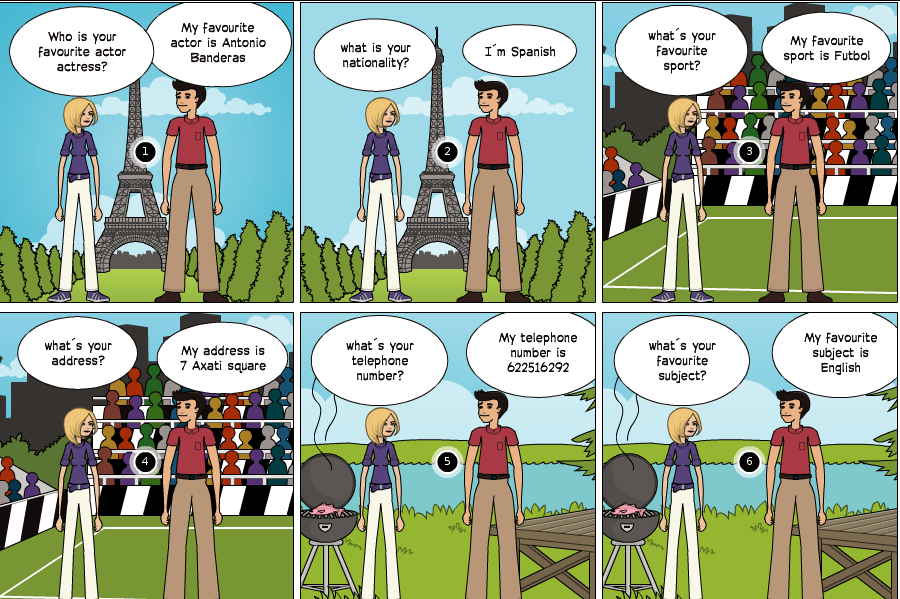 Who is your
favourite actor
actress?
My favourite
actor is Antonio
Banderas
1
what is your
nationality?
I´m Spanish
2
what´s your
favourite
sport?
My favourite
sport is Futbol
3
what´s your
address?
My address is
7 Axati square
4
what´s your
telephone
number?
My telephone
number is
622516292
5
what´s your
favourite
subject?
My favourite
subject is
English
6